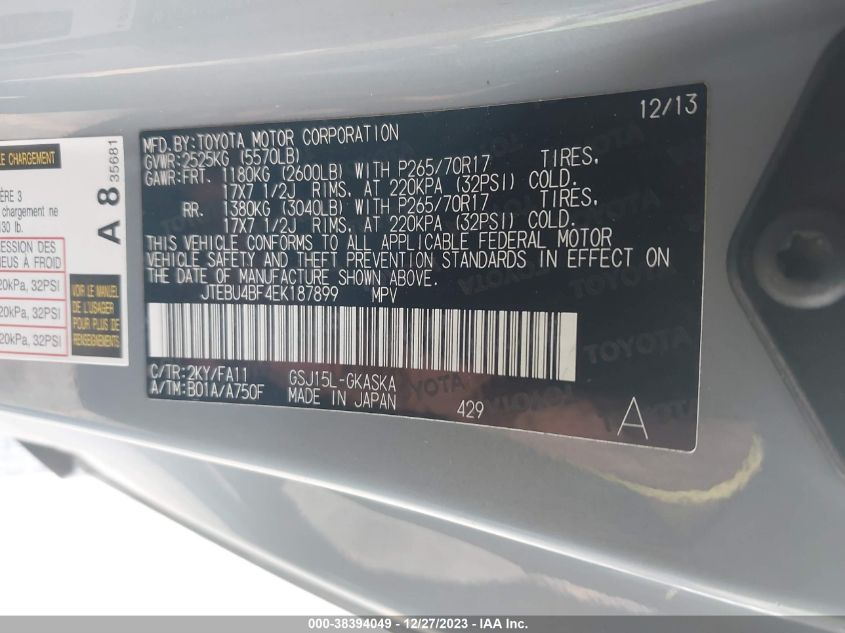 12/13
MFD.BY:TOYOTA MOTOR CORPORATION
GVWR:2525KG (5570LB)
GAWR:FRT. 1180KG (2600LB) WITH P265/70R17 TIRES,
17X7 1/2J RIMS, AT 220KPA (32PSI) COLD.
RR. 1380KG (3040LB) WITH P265/70R17 TIRES,
17X7 1/2J RIMS, AT 220KPA (32PSI) COLD.
THIS VEHICLE CONFORMS TO ALL APPLICABLE FEDERAL MOTOR
VEHICLE SAFETY AND THEFT PREVENTION STANDARDS IN EFFECT ON
THE DATE OF MANUFACTURE SHOWN ABOVE.
JTEBU4BF4EK187899 MPV
C/TR:2KY/FA11 GSJ15L-GKASKA
A/TM:B01A/A750F MADE IN JAPAN 429 A
LE CHARGEMENT
A 8 35681
ÈRE 3
chargement ne
130 lb.
ESSION DES
NEUS À FROID
20kPa, 32PSI
20kPa, 32PSI
20kPa, 32PSI
VOIR LE MANUEL
DE L'USAGER
POUR PLUS DE
RENSEIGNEMENTS
TOYOTA
000-38394049 - 12/27/2023 - IAA Inc.